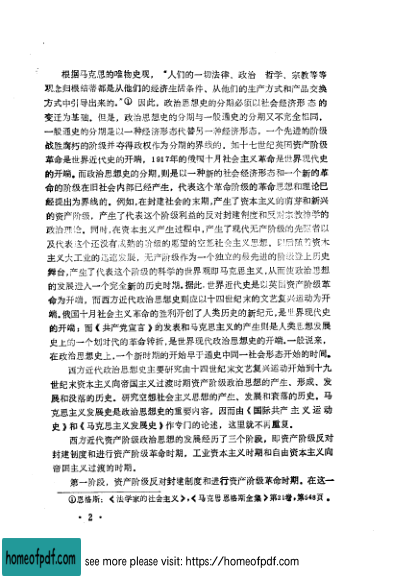 根据马克思的唯物史观，“人们的一切法律、政治 哲学、宗教等等
观念归根结蒂都是从他们的经济生活条件、从他们的生产方式和产品交换
方式中引导出来的。”① 因此，政治思想史的分期必须以社会经济形 态 的
变迁为基础。但是，政治思想史的分期与一般通史的分期又不完全相同，
一般通史的分期是以一种经济形态代替另一种经济形态，一个先进的阶级
战胜腐朽的阶级并夺得政权作为分期的界线的，如十七世纪英国资产阶级
革命是世界近代史的开端，1917年的俄国十月社会主义革命是世界现代史
的开端。而政治思想史的分期，则是以一种新的社会经济形态和一个新的革
命的阶级在旧社会内部已经产生，代表这个革命阶级的革命思想和理论已
经提出为界线的。例如，在封建社会的末期，产生了资本主义的萌芽和新兴
的资产阶级，产生了代表这个阶级利益的反对封建制度和反对宗教神学的
政治理论。同时，在资本主义产生过程中，产生了现代无产阶级的先驱者以
及代表这个还没有成熟的阶级的愿望的空想社会主义思想，以后随着资本
主义大工业的迅速发展，无产阶级作为一个独立的最先进的阶级登上历史
舞台，产生了代表这个阶级的科学的世界观即马克思主义，从而使政治思想
的发展进入一个完全新的历史时期。据此，世界近代史是以英国资产阶级革
命为开端，而西方近代政治思想史则应以十四世纪末的文艺复兴运动为开
端。俄国十月社会主义革命的胜利开创了人类历史的新纪元，是世界现代史
的开端；而《共产党宣言》的发表和马克思主义的产生则是人类思想发展
史上的一个划时代的革命转折，是世界现代政治思想史的开端。一般说来，
在政治思想史上，一个新时期的开始早于通史中同一社会形态开始的时间。
西方近代政治思想史主要研究由十四世纪末文艺复兴运动开始到十九
世纪末资本主义向帝国主义过渡时期资产阶级政治思想的产生、形成、发
展和没落的历史。研究空想社会主义思想的产生、发展和衰落的历史。马
克思主义发展史是政治思想史的重要内容，因而由《国际共产 主 义 运 动
史》和《马克思主义发展史》作专门的论述，这里就不再重复。
西方近代资产阶级政治思想的发展经历了三个阶段，即资产阶级反对
封建制度和进行资产阶级革命时期，工业资本主义时期和自由资本主义向
帝国主义过渡的时期。
第一阶段，资产阶级反对封建制度和进行资产阶级革命时期。在这一
①恩格斯：《法学家的社会主义》，《马克思恩格斯全集》第21卷，第548页。
· 2 ·
homeofpdf.com
see more please visit: https://homeofpdf.com